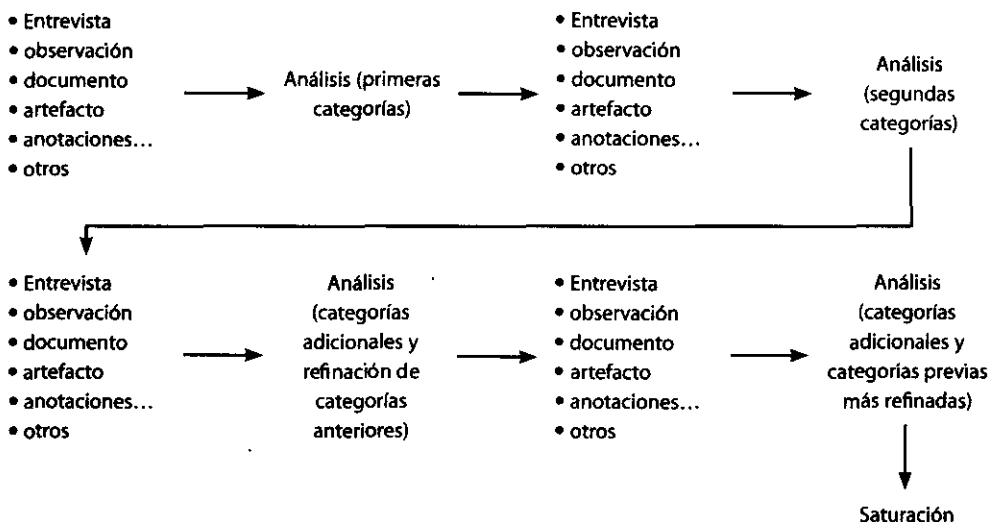 • Entrevista
• observación
• documento
• artefacto
• anotaciones...
• otros
Análisis (primeras
categorías)
• Entrevista
• observación
• documento
• artefacto
• anotaciones...
• otros
Análisis
(segundas
categorías)
• Entrevista
• observación
• documento
• artefacto
• anotaciones...
• otros
Análisis
(categorías
adicionales y
refinación de
categorías
anteriores)
• Entrevista
• observación
• documento
• artefacto
• anotaciones...
• otros
Análisis
(categorías
adicionales y
categorías previas
más refinadas)
Saturación